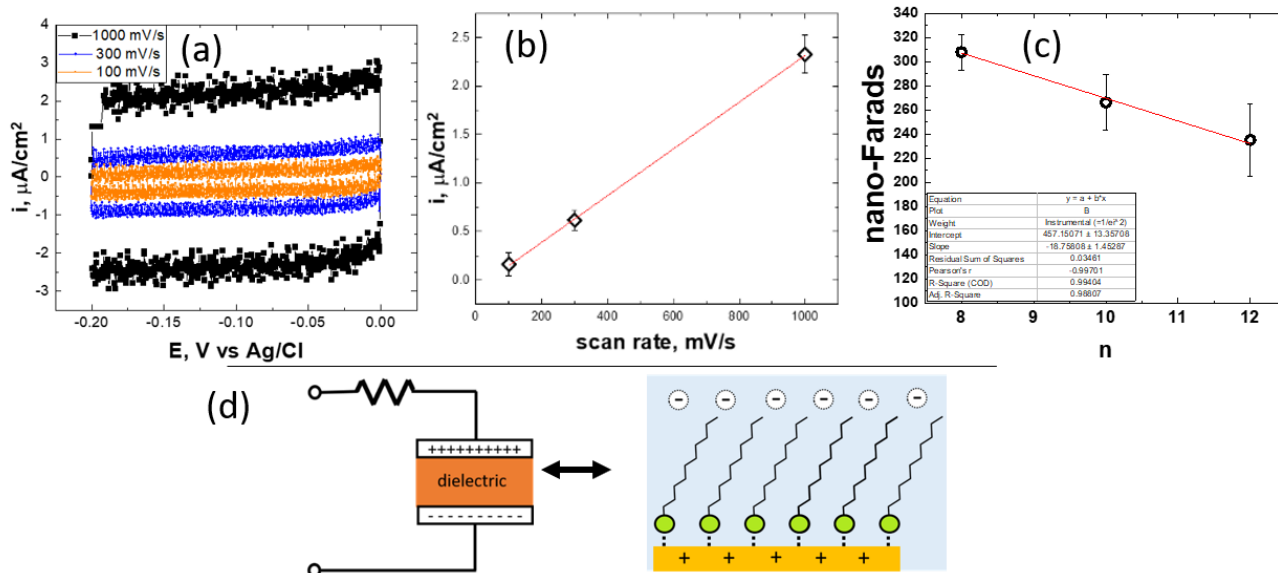 (a)
1000 mV/s
300 mV/s
100 mV/s
4
3
2
1
0
-1
-2
-3
i, μA/cm²
-0.20
-0.15
-0.10
-0.05
0.00
E, V vs Ag/Cl
(b)
2.5
2.0
1.5
1.0
0.5
0.0
i, μA/cm²
0
200
400
600
800
1000
scan rate, mV/s
(c)
340
320
300
280
260
240
220
200
180
160
140
120
100
nano-Farads
Equation y = a + b*x
Plot B
Weight Instrumental (=1/ei^2)
Intercept 457.15071 ± 13.35708
Slope -18.75808 ± 1.45287
Residual Sum of Squares 0.03461
Pearson's r -0.99701
R-Square (COD) 0.99404
Adj. R-Square 0.98807
8
9
10
11
12
n
(d)
++++++++++
dielectric
- - - - - - - - - -
- - - - - -
+ + + + +